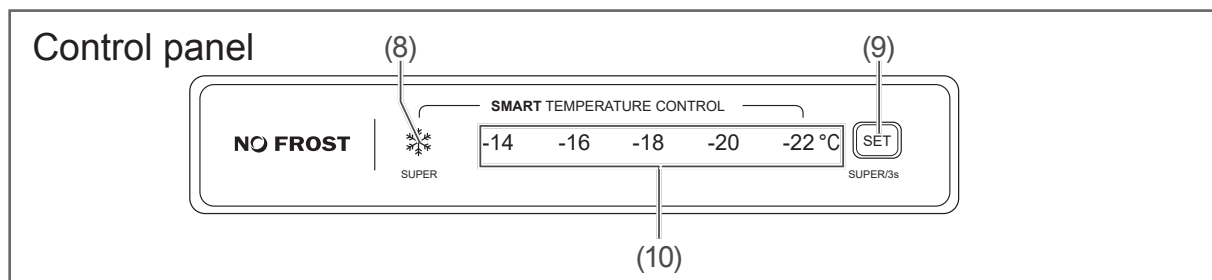 Control panel
(8)
(9)
SMART TEMPERATURE CONTROL
NO FROST
-14 -16 -18 -20 -22 °C
SET
SUPER
SUPER/3s
(10)